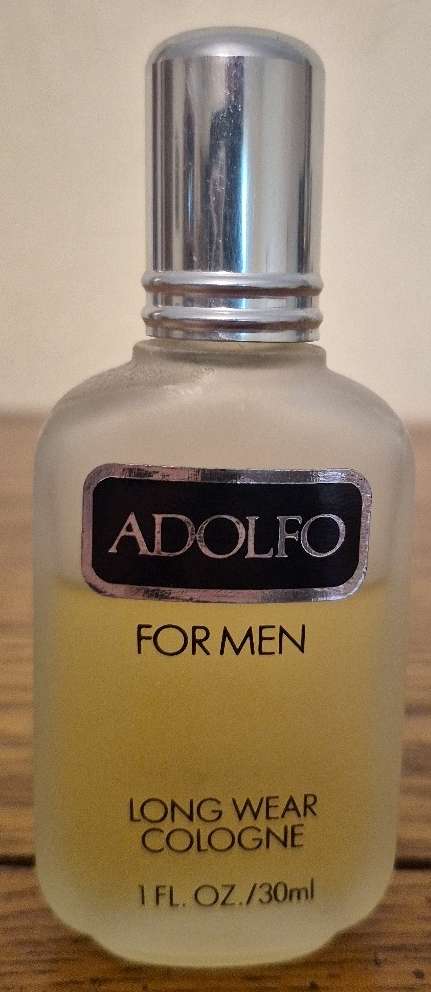 ADOLFO
FOR MEN
LONG WEAR
COLOGNE
1 FL. OZ./30ml